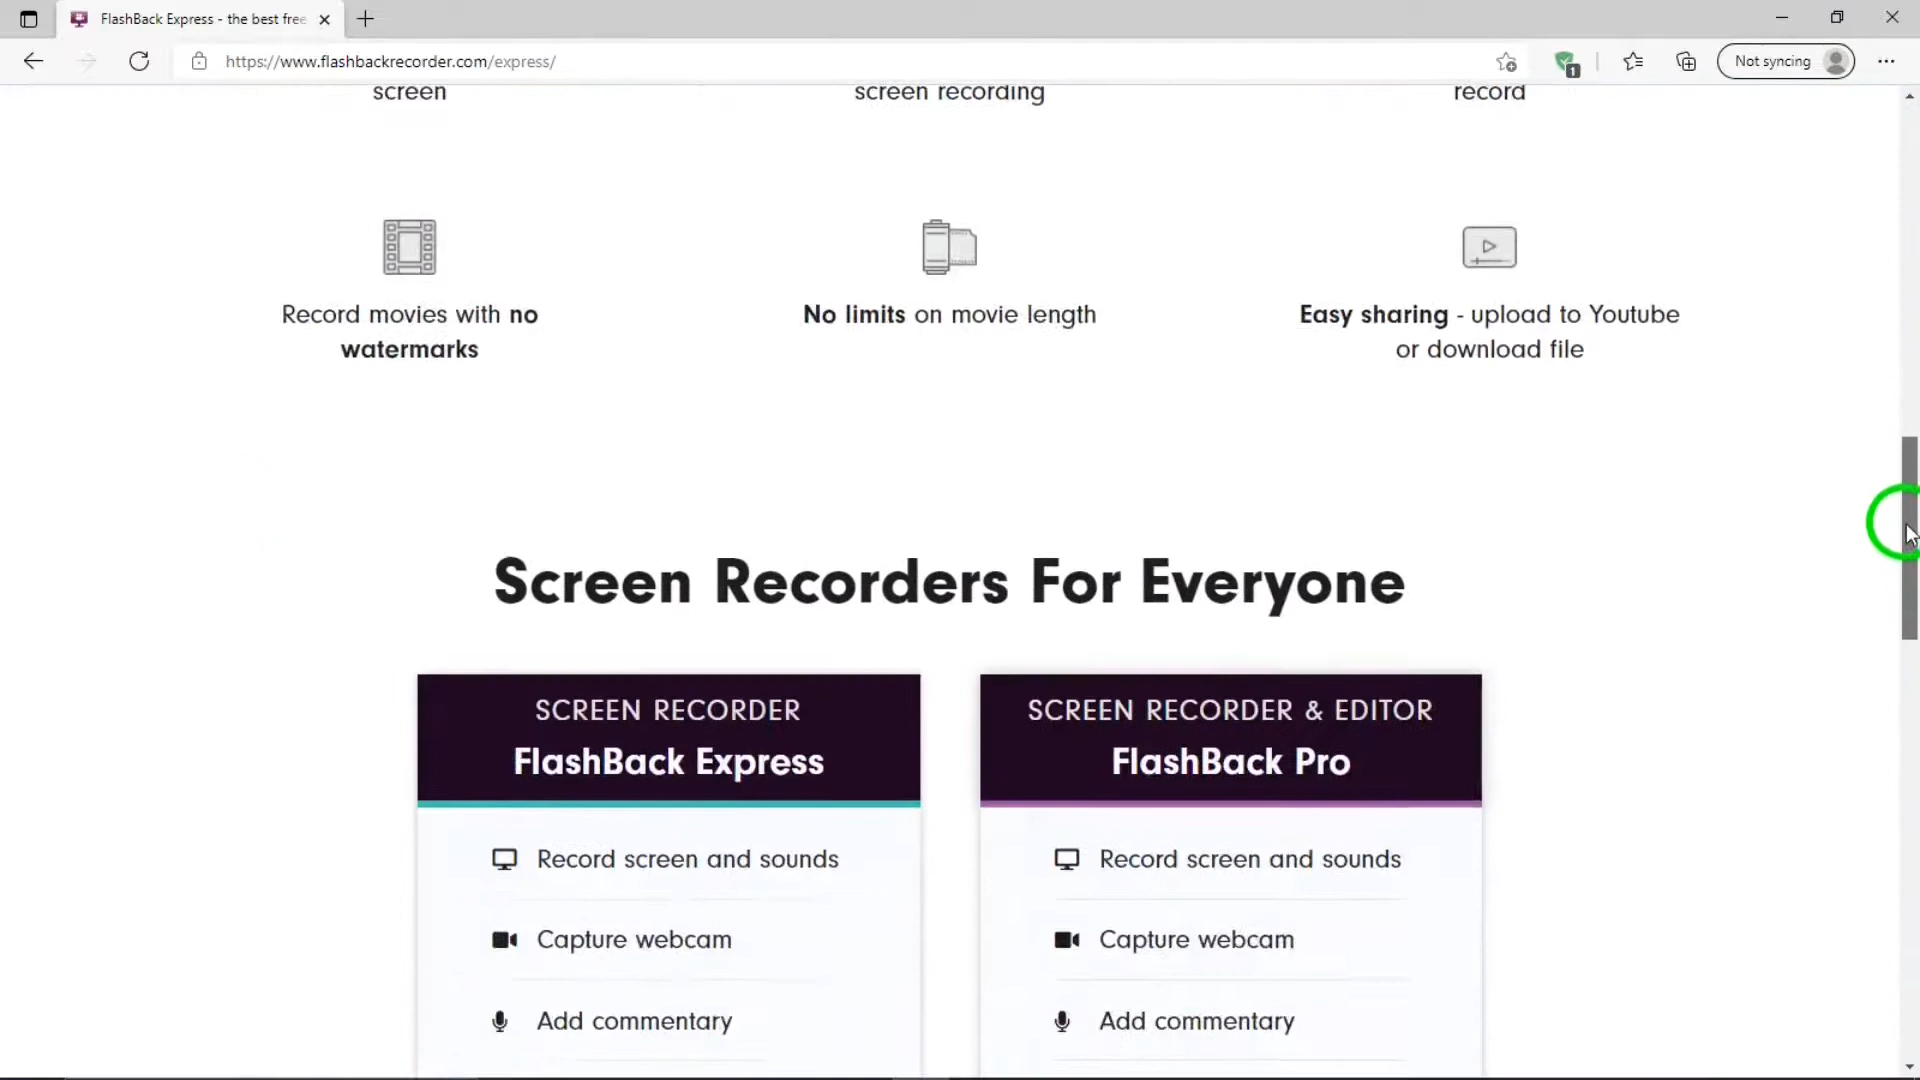 FlashBack Express - the best free
https://www.flashbackrecorder.com/express/
1
Not syncing
screen
screen recording
record
Record movies with no
watermarks
No limits on movie length
Easy sharing - upload to Youtube
or download file
Screen Recorders For Everyone
SCREEN RECORDER
FlashBack Express
Record screen and sounds
Capture webcam
Add commentary
SCREEN RECORDER & EDITOR
FlashBack Pro
Record screen and sounds
Capture webcam
Add commentary